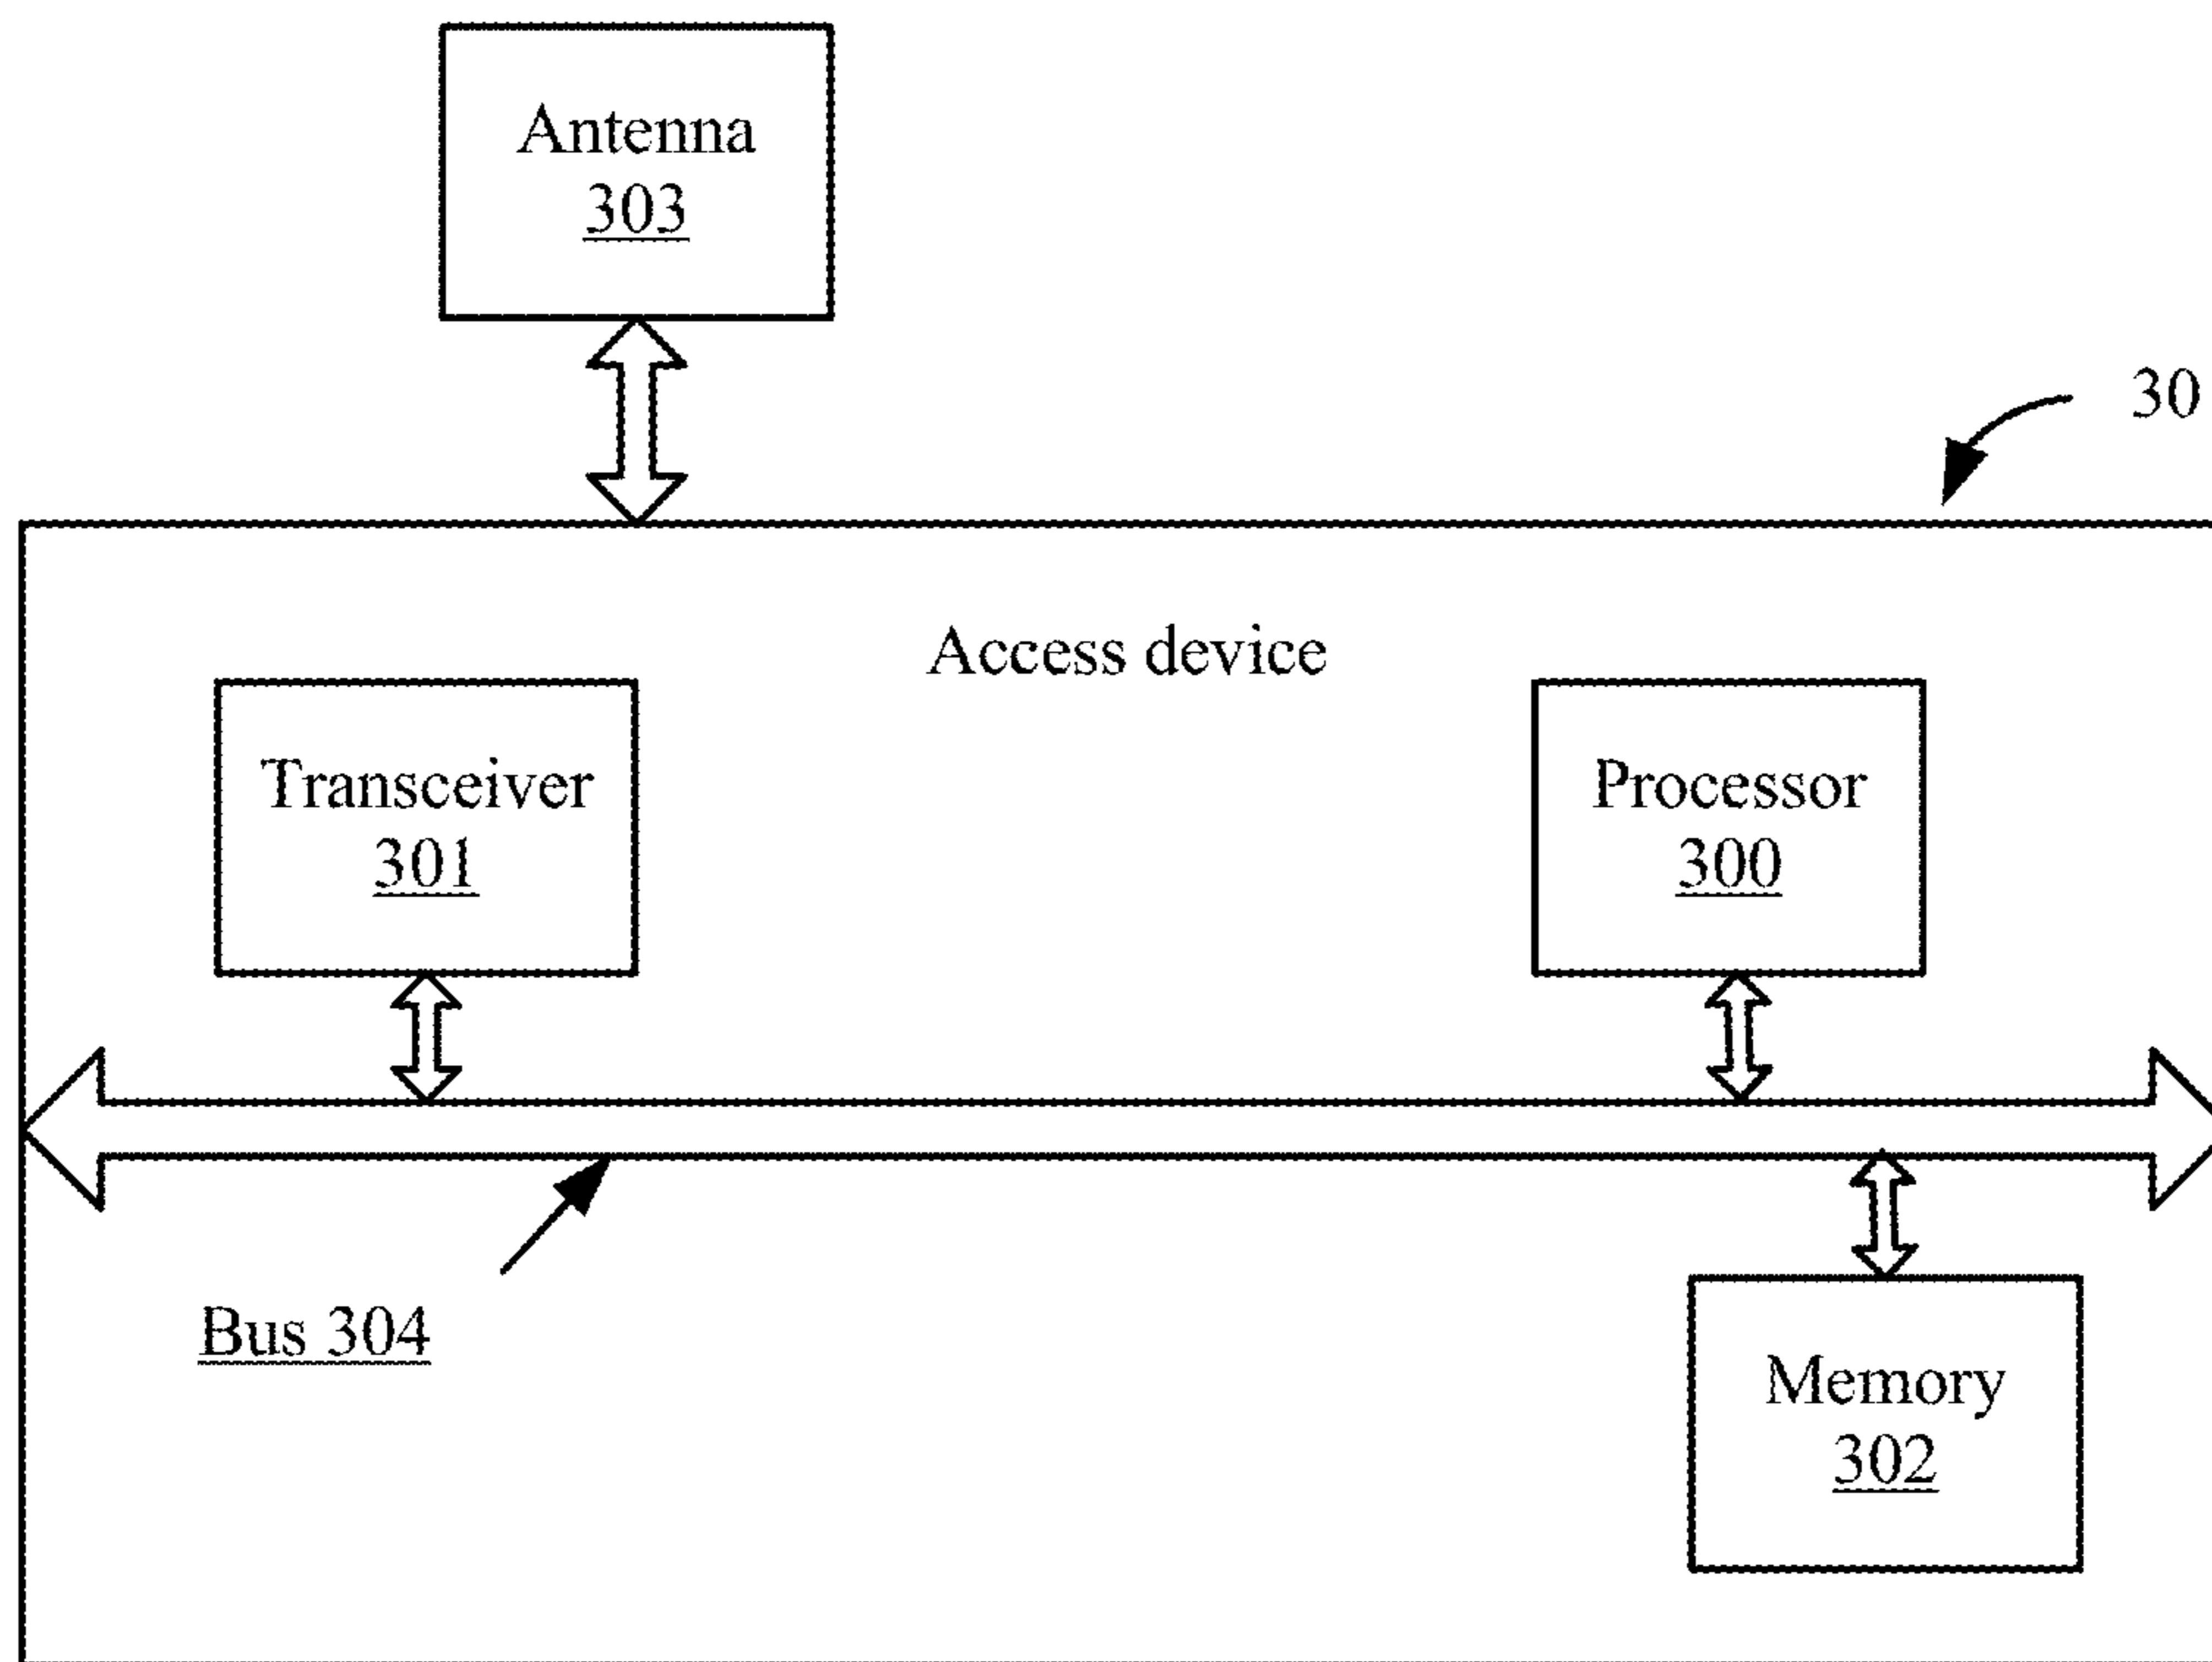 Antenna
303
30
Access device
Transceiver
301
Processor
300
Bus 304
Memory
302